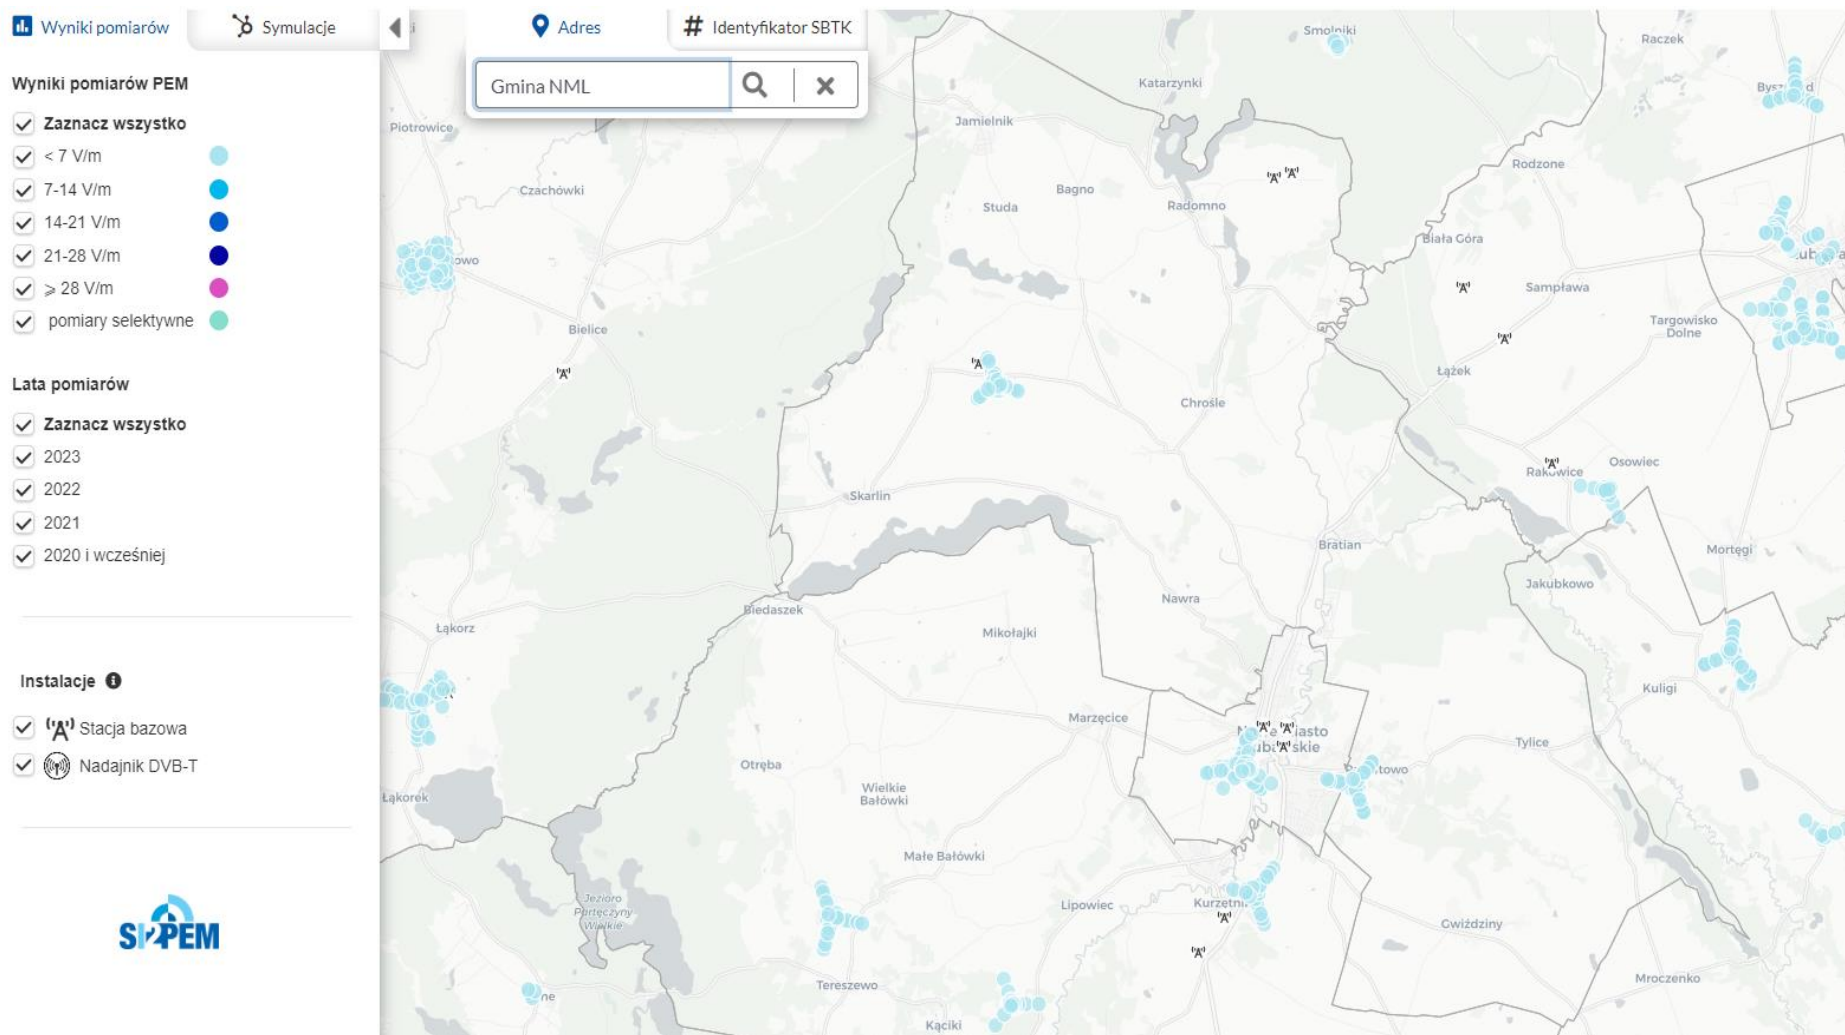 Wyniki pomiarów
Symulacje
Adres
# Identyfikator SBTK
Gmina NML
Wyniki pomiarów PEM
Zaznacz wszystko
< 7 V/m
7-14 V/m
14-21 V/m
21-28 V/m
⩾ 28 V/m
pomiary selektywne
Lata pomiarów
Zaznacz wszystko
2023
2022
2021
2020 i wcześniej
Instalacje
Stacja bazowa
Nadajnik DVB-T
SI2PEM
Smolniki
Raczek
Katarzynki
Piotrowice
Jamielnik
Rodzone
Czachówki
Bagno
Studa
Radomno
Biała Góra
Sampława
Bielice
Targowisko
Dolne
Łążek
Chrośle
Osowiec
Rakowice
Skarlin
Bratian
Mortęgi
Jakubkowo
Biedaszek
Nawra
Łąkorz
Mikołajki
Kuligi
Marzęcice
Tylice
Otręba
Łąkorek
Wielkie
Bałówki
Małe Bałówki
Jezioro
Partęczyny
Wielkie
Lipowiec
Gwiździny
Tereszewo
Mroczenko
Kąciki